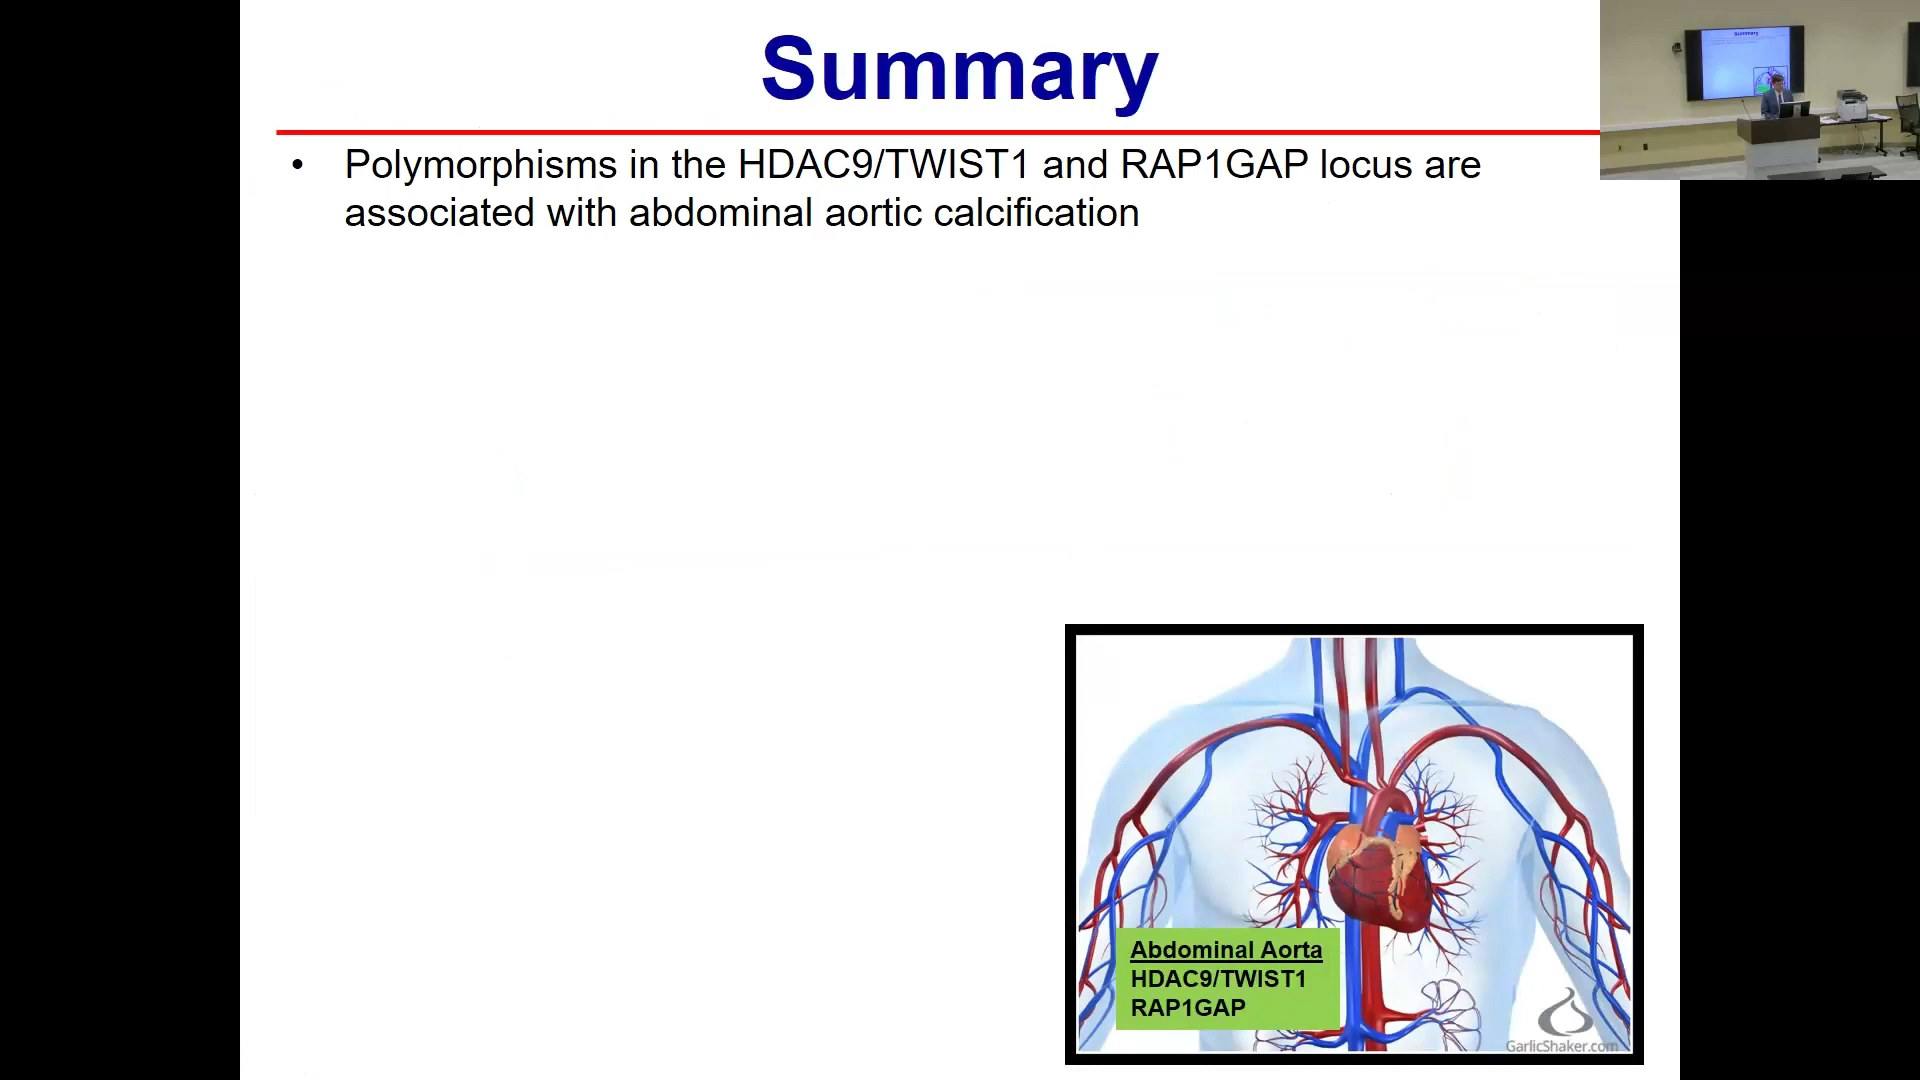 Summary
• Polymorphisms in the HDAC9/TWIST1 and RAP1GAP locus are
associated with abdominal aortic calcification
Abdominal Aorta
HDAC9/TWIST1
RAP1GAP
GarlicShaker.com
Summary